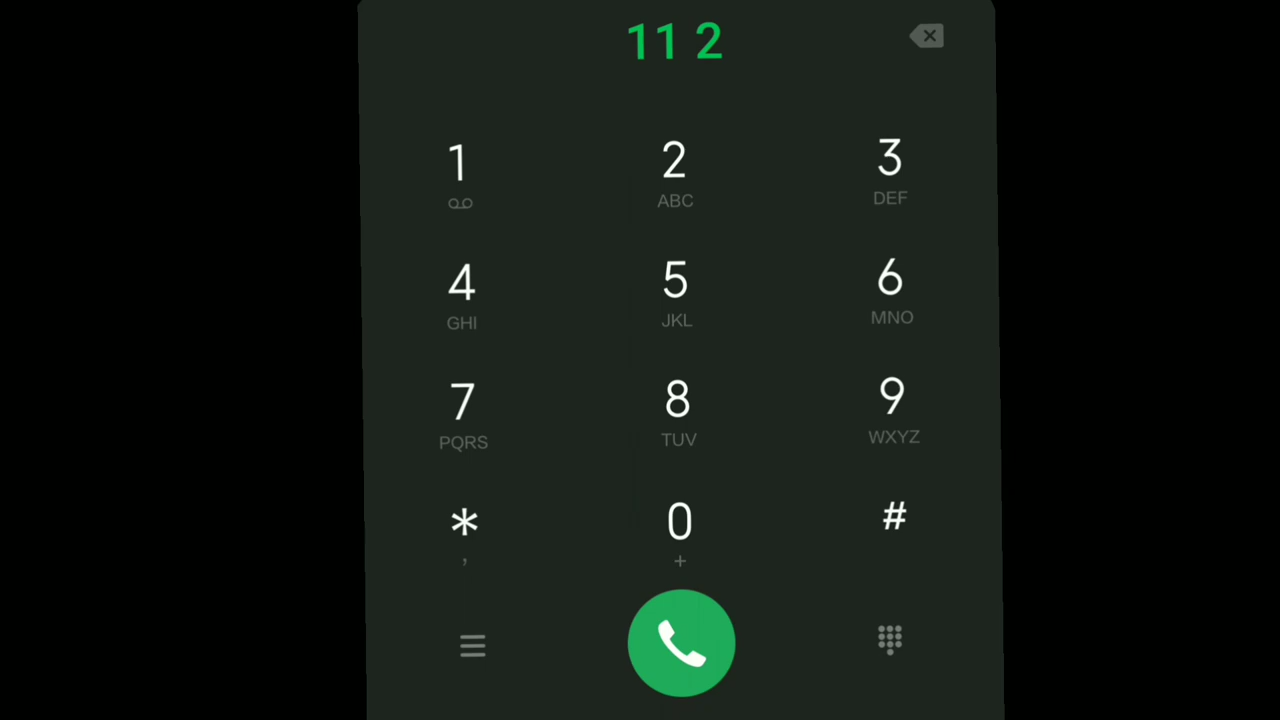 11 2
1 2 3
ABC DEF
4 5 6
GHI JKL MNO
7 8 9
PQRS TUV WXYZ
* 0 #
, +